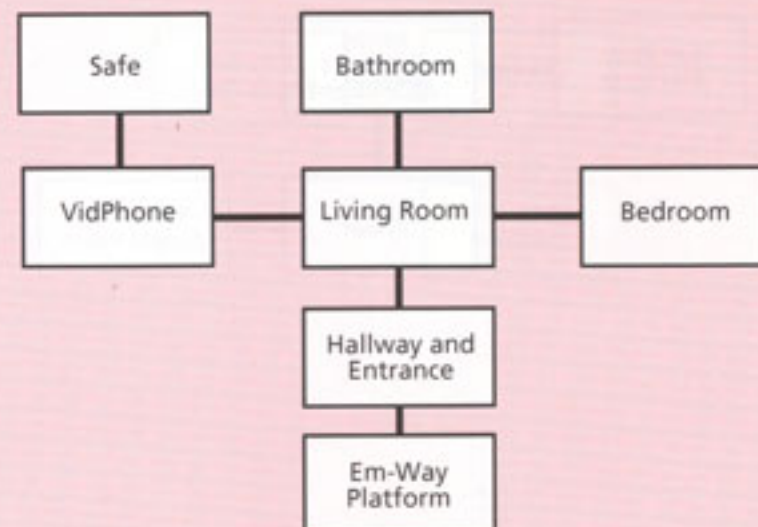 Safe
Bathroom
VidPhone
Living Room
Bedroom
Hallway and
Entrance
Em-Way
Platform